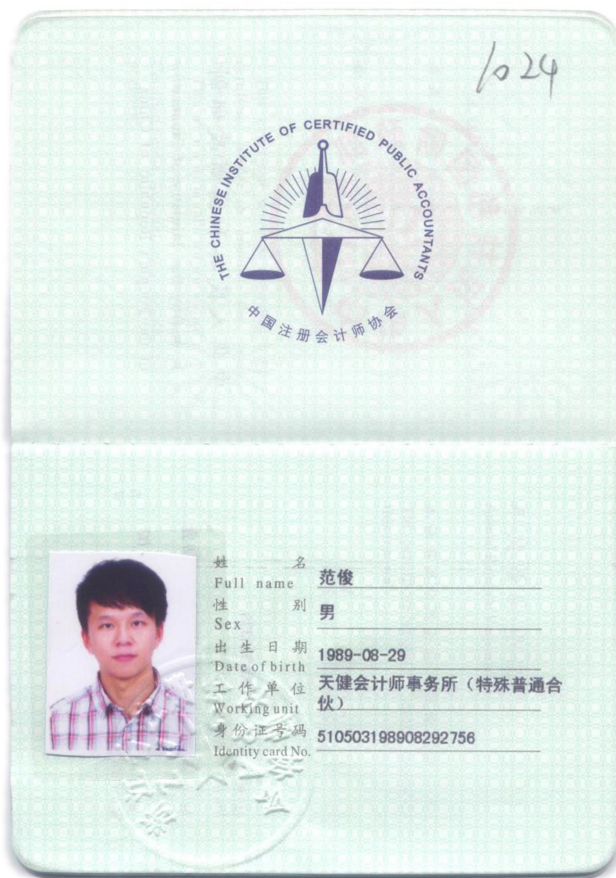 1024
THE CHINESE INSTITUTE OF CERTIFIED PUBLIC ACCOUNTANTS
中国注册会计师协会
姓 名 范俊
Full name
性 别 男
Sex
出生日期 1989-08-29
Date of birth
工作单位 天健会计师事务所（特殊普通合
Working unit 伙）
身份证号码 510503198908292756
Identity card No.